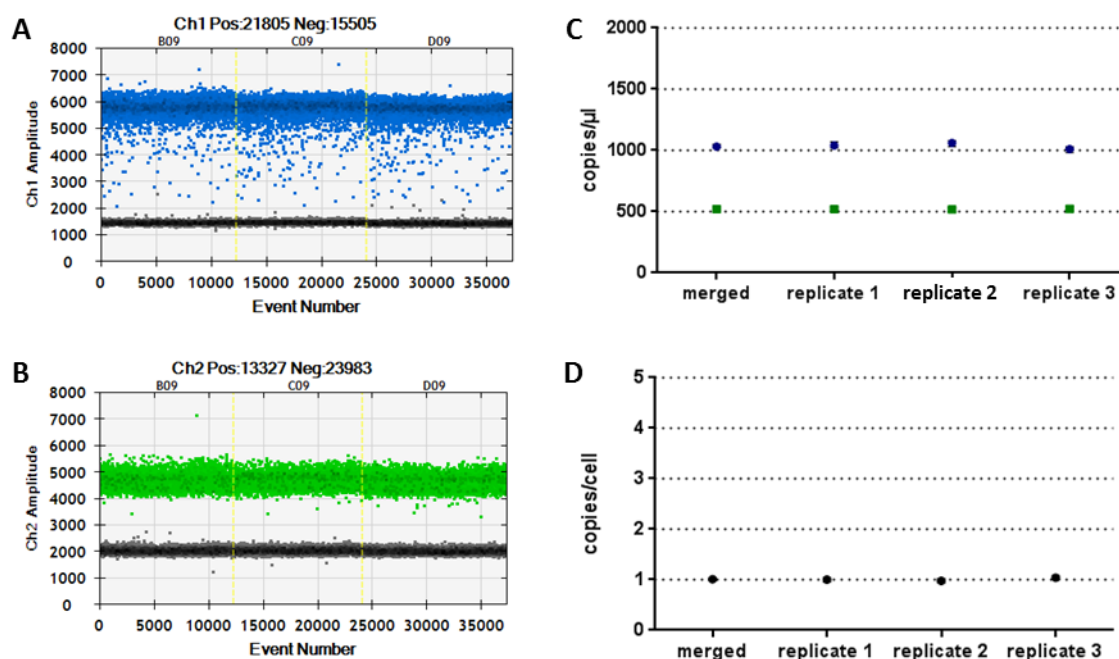 A
Ch1 Pos:21805 Neg:15505
B09 C09 D09
8000
7000
6000
5000
4000
3000
2000
1000
0
Ch1 Amplitude
0 5000 10000 15000 20000 25000 30000 35000
Event Number
C
2000
1500
1000
500
0
copies/µl
merged replicate 1 replicate 2 replicate 3
B
Ch2 Pos:13327 Neg:23983
B09 C09 D09
8000
7000
6000
5000
4000
3000
2000
1000
0
Ch2 Amplitude
0 5000 10000 15000 20000 25000 30000 35000
Event Number
D
5
4
3
2
1
0
copies/cell
merged replicate 1 replicate 2 replicate 3